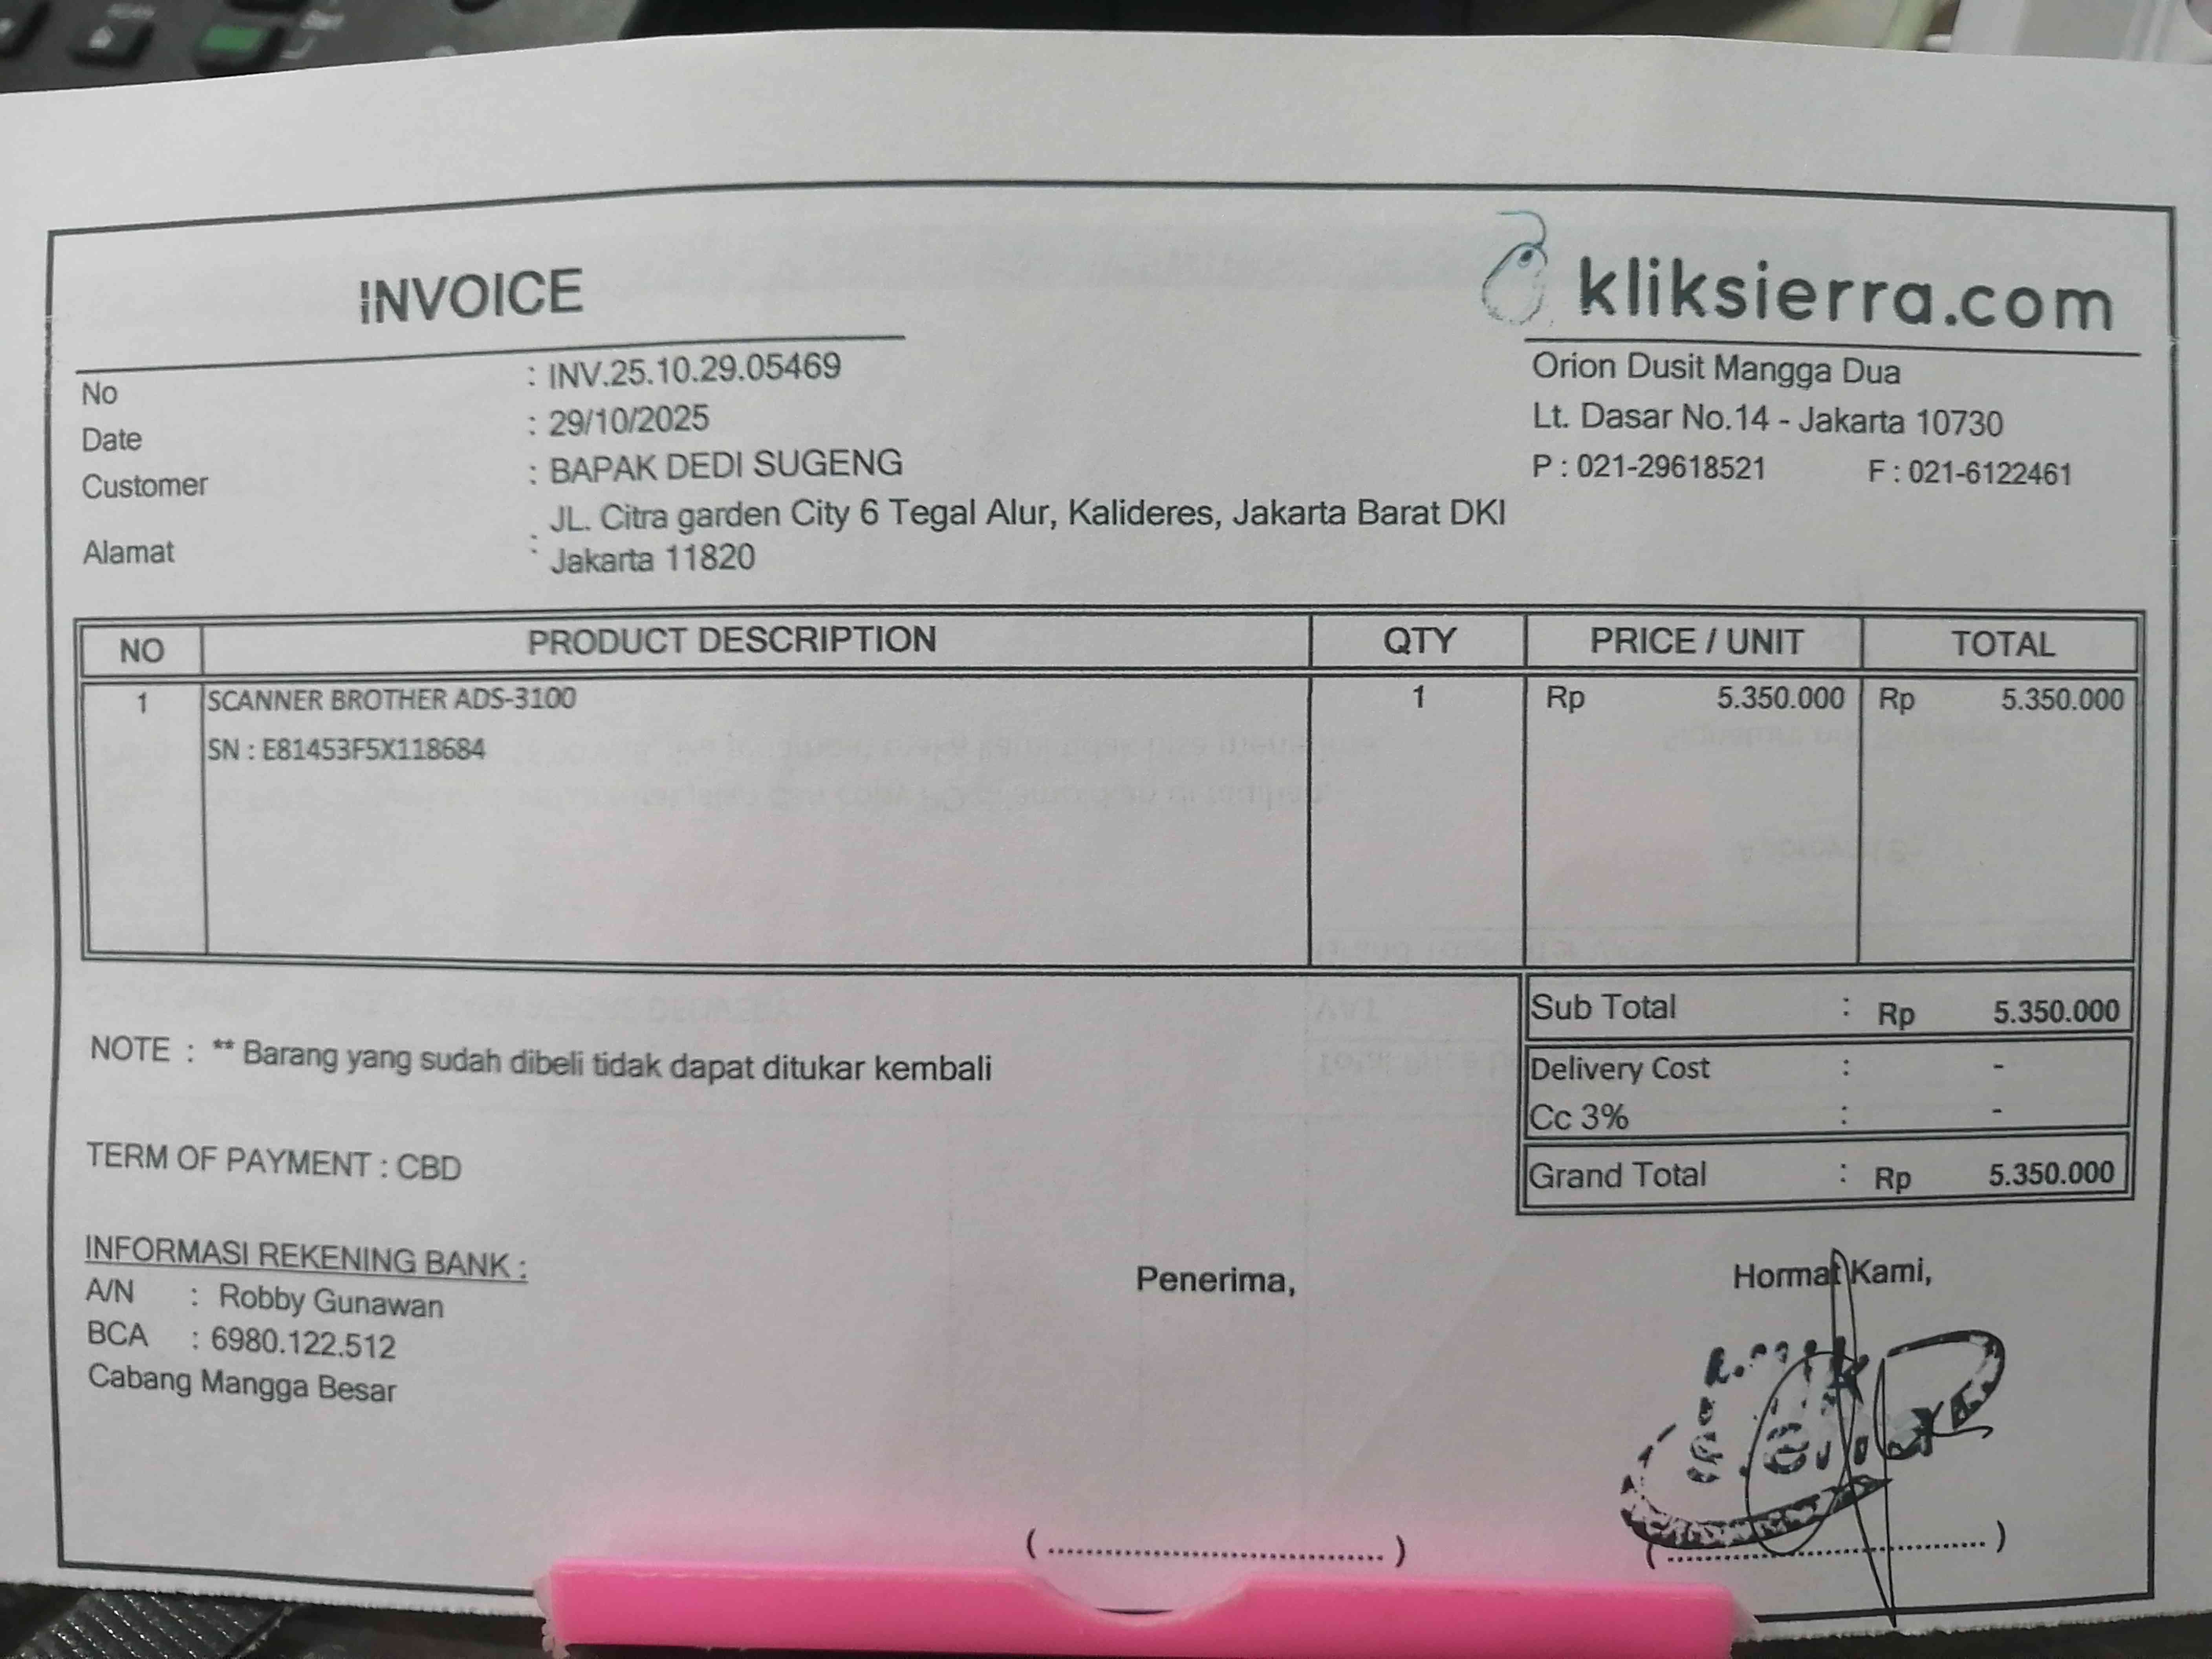 INVOICE
kliksierra.com
Orion Dusit Mangga Dua
Lt. Dasar No.14 - Jakarta 10730
P : 021-29618521 F : 021-6122461
No : INV.25.10.29.05469
Date : 29/10/2025
Customer : BAPAK DEDI SUGENG
Alamat : JL. Citra garden City 6 Tegal Alur, Kalideres, Jakarta Barat DKI
Jakarta 11820
NO PRODUCT DESCRIPTION QTY PRICE / UNIT TOTAL
1 SCANNER BROTHER ADS-3100 1 Rp 5.350.000 Rp 5.350.000
SN : E81453F5X118684
Sub Total : Rp 5.350.000
Delivery Cost : -
Cc 3% : -
Grand Total : Rp 5.350.000
NOTE : ** Barang yang sudah dibeli tidak dapat ditukar kembali
TERM OF PAYMENT : CBD
INFORMASI REKENING BANK :
A/N : Robby Gunawan
BCA : 6980.122.512
Cabang Mangga Besar
Penerima,
Hormat Kami,